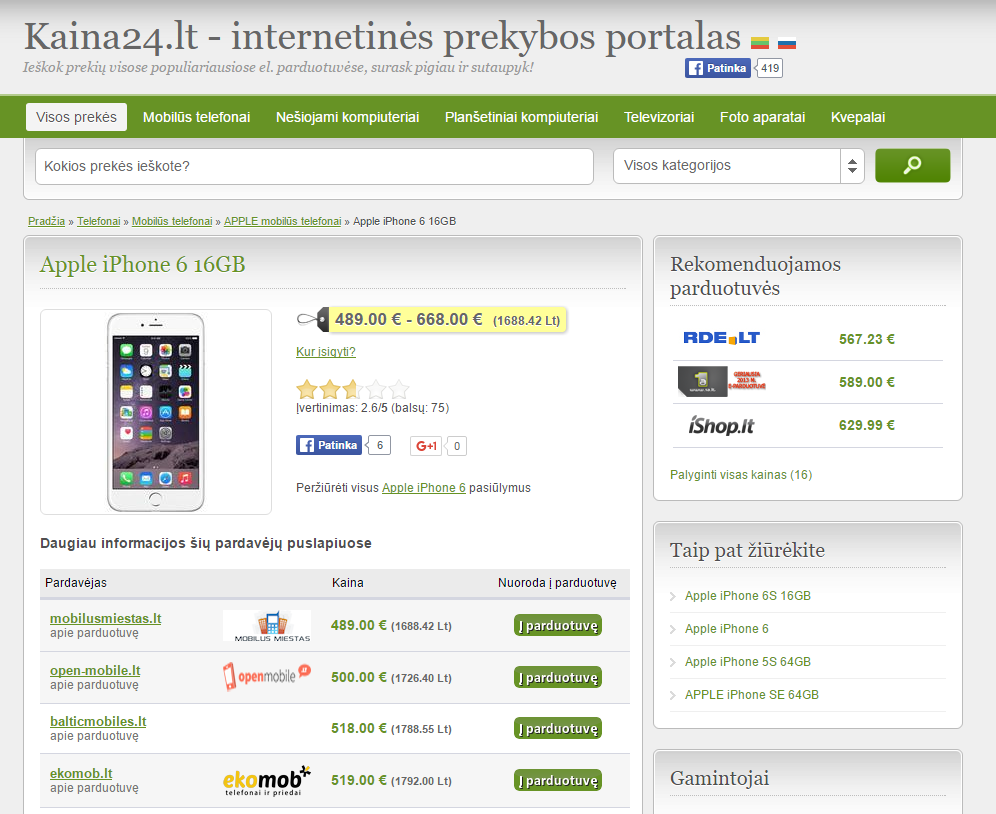 Kaina24.lt - internetinės prekybos portalas
Ieškok prekių visose populiariausiose el. parduotuvėse, surask pigiau ir sutaupyk!
Patinka 419
Visos prekės Mobilūs telefonai Nešiojami kompiuteriai Planšetiniai kompiuteriai Televizoriai Foto aparatai Kvepalai
Kokios prekės ieškote? Visos kategorijos
Pradžia » Telefonai » Mobilūs telefonai » APPLE mobilūs telefonai » Apple iPhone 6 16GB
Apple iPhone 6 16GB
489.00 € - 668.00 € (1688.42 Lt)
Kur įsigyti?
Įvertinimas: 2.6/5 (balsų: 75)
Patinka 6 G+1 0
Peržiūrėti visus Apple iPhone 6 pasiūlymus
Daugiau informacijos šių pardavėjų puslapiuose
Pardavėjas Kaina Nuoroda į parduotuvę
mobilusmiestas.lt MOBILUS MIESTAS 489.00 € (1688.42 Lt) Į parduotuvę
apie parduotuvę
open-mobile.lt openmobile 500.00 € (1726.40 Lt) Į parduotuvę
apie parduotuvę
balticmobiles.lt 518.00 € (1788.55 Lt) Į parduotuvę
apie parduotuvę
ekomob.lt ekomob 519.00 € (1792.00 Lt) Į parduotuvę
apie parduotuvę telefonai ir priedai
Rekomenduojamos
parduotuvės
RDE.LT 567.23 €
589.00 €
iShop.lt 629.99 €
Palyginti visas kainas (16)
Taip pat žiūrėkite
Apple iPhone 6S 16GB
Apple iPhone 6
Apple iPhone 5S 64GB
APPLE iPhone SE 64GB
Gamintojai